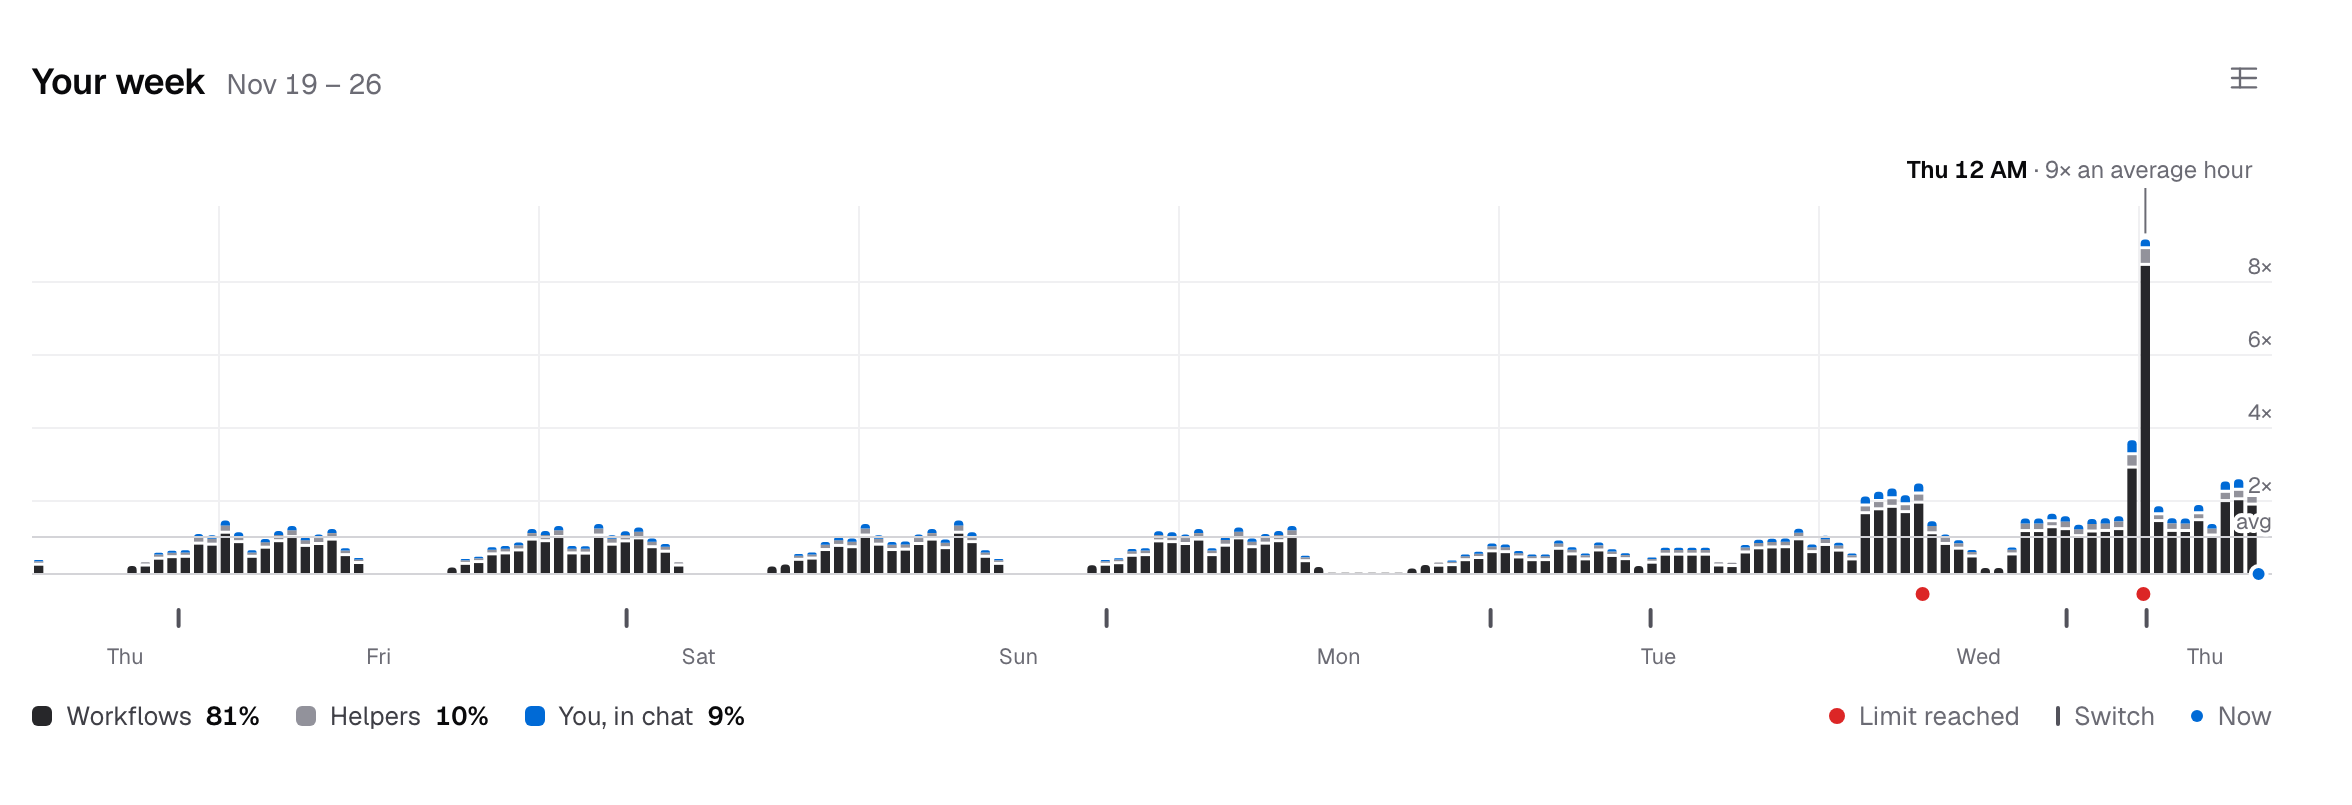 Your week Nov 19 – 26
Thu 12 AM · 9× an average hour
8×
6×
4×
2×
avg
Thu Fri Sat Sun Mon Tue Wed Thu
Workflows 81% Helpers 10% You, in chat 9% Limit reached Switch Now